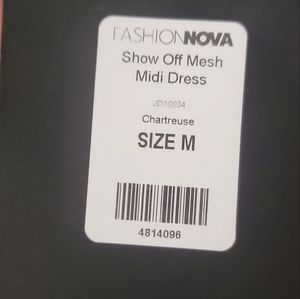 FASHIONNOVA
Show Off Mesh
Midi Dress
JD10034
Chartreuse
SIZE M
4814096